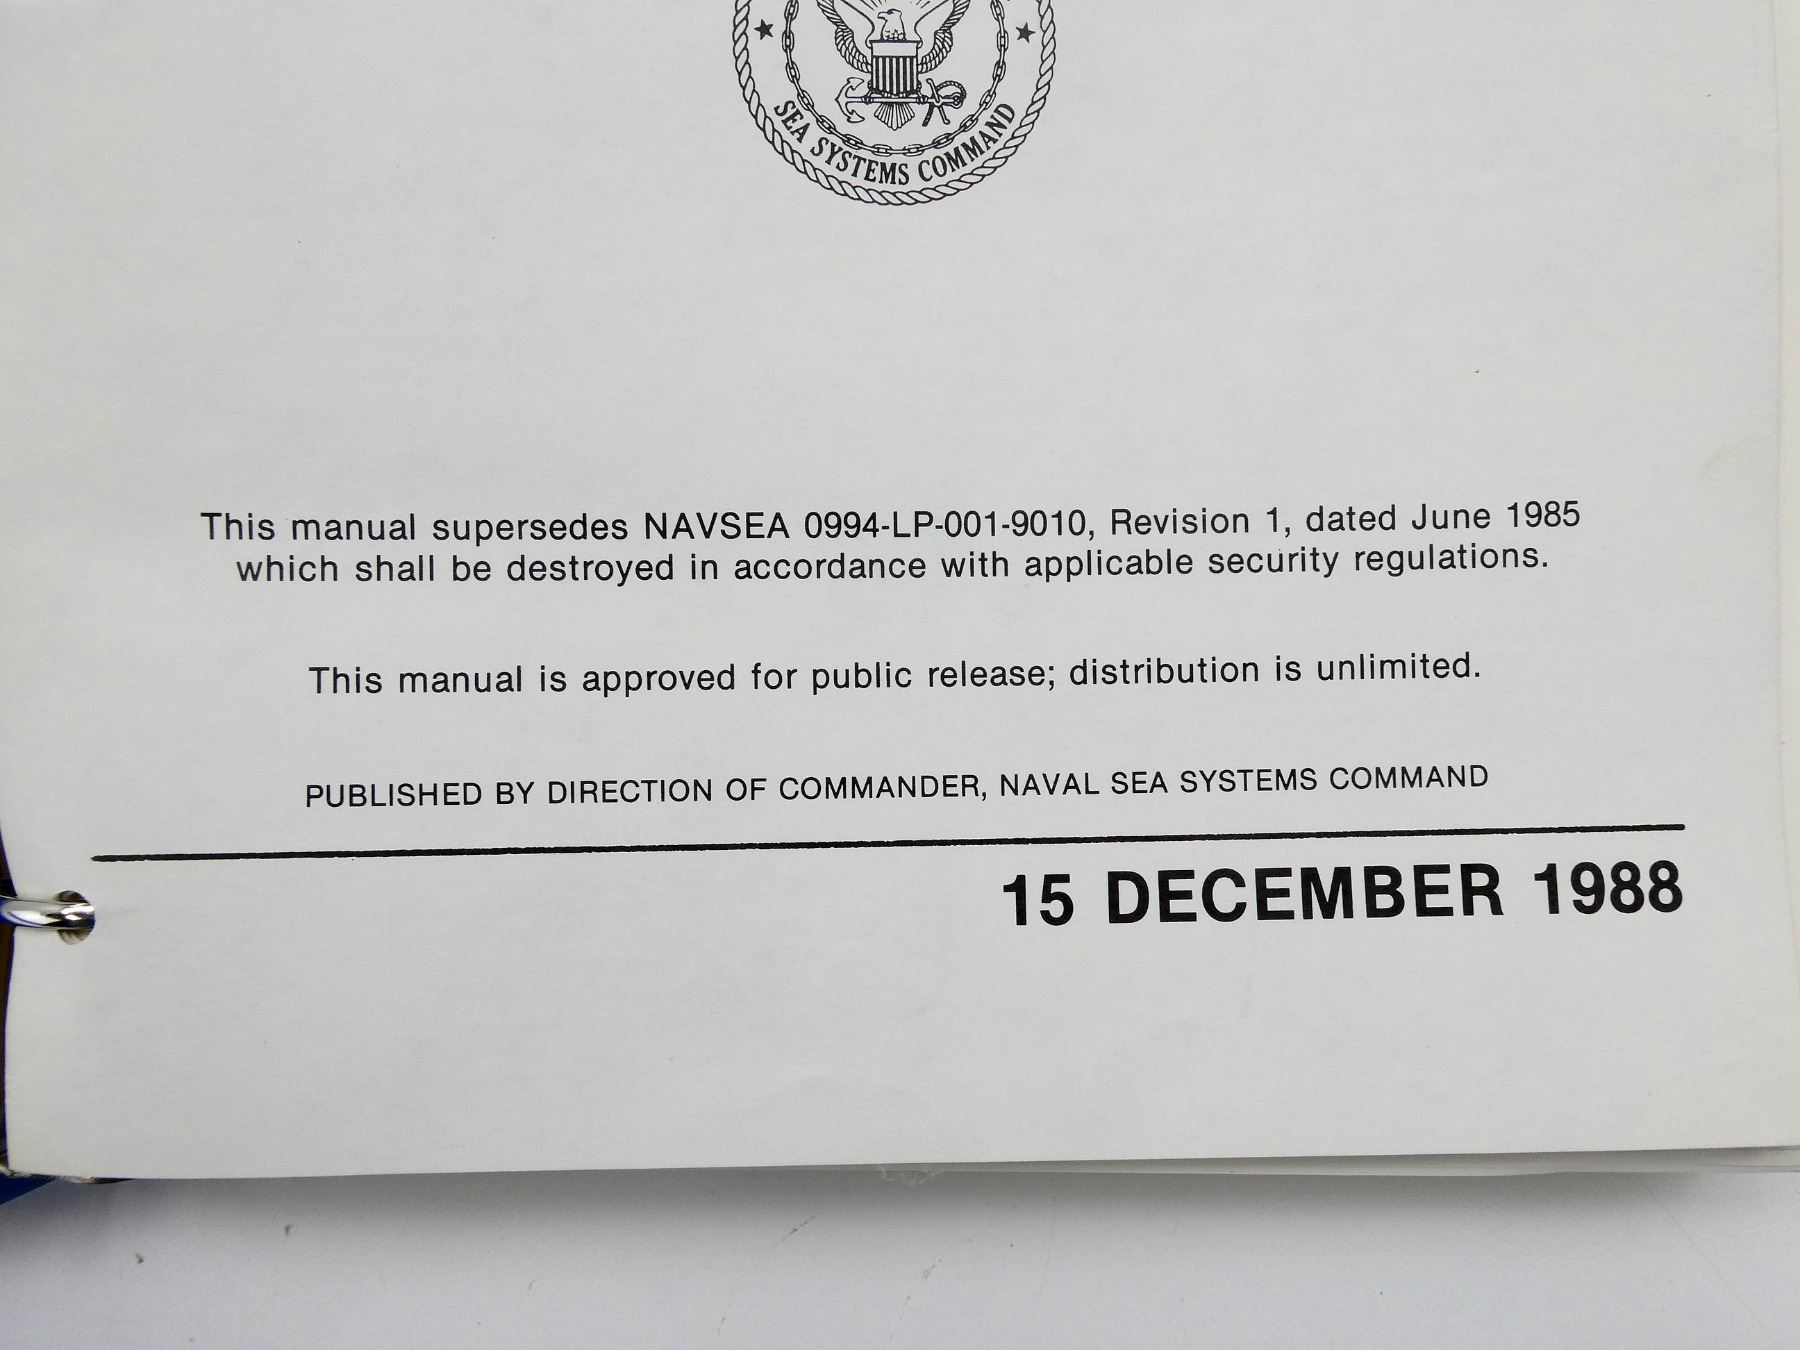 SEA SYSTEMS COMMAND
This manual supersedes NAVSEA 0994-LP-001-9010, Revision 1, dated June 1985
which shall be destroyed in accordance with applicable security regulations.
This manual is approved for public release; distribution is unlimited.
PUBLISHED BY DIRECTION OF COMMANDER, NAVAL SEA SYSTEMS COMMAND
15 DECEMBER 1988